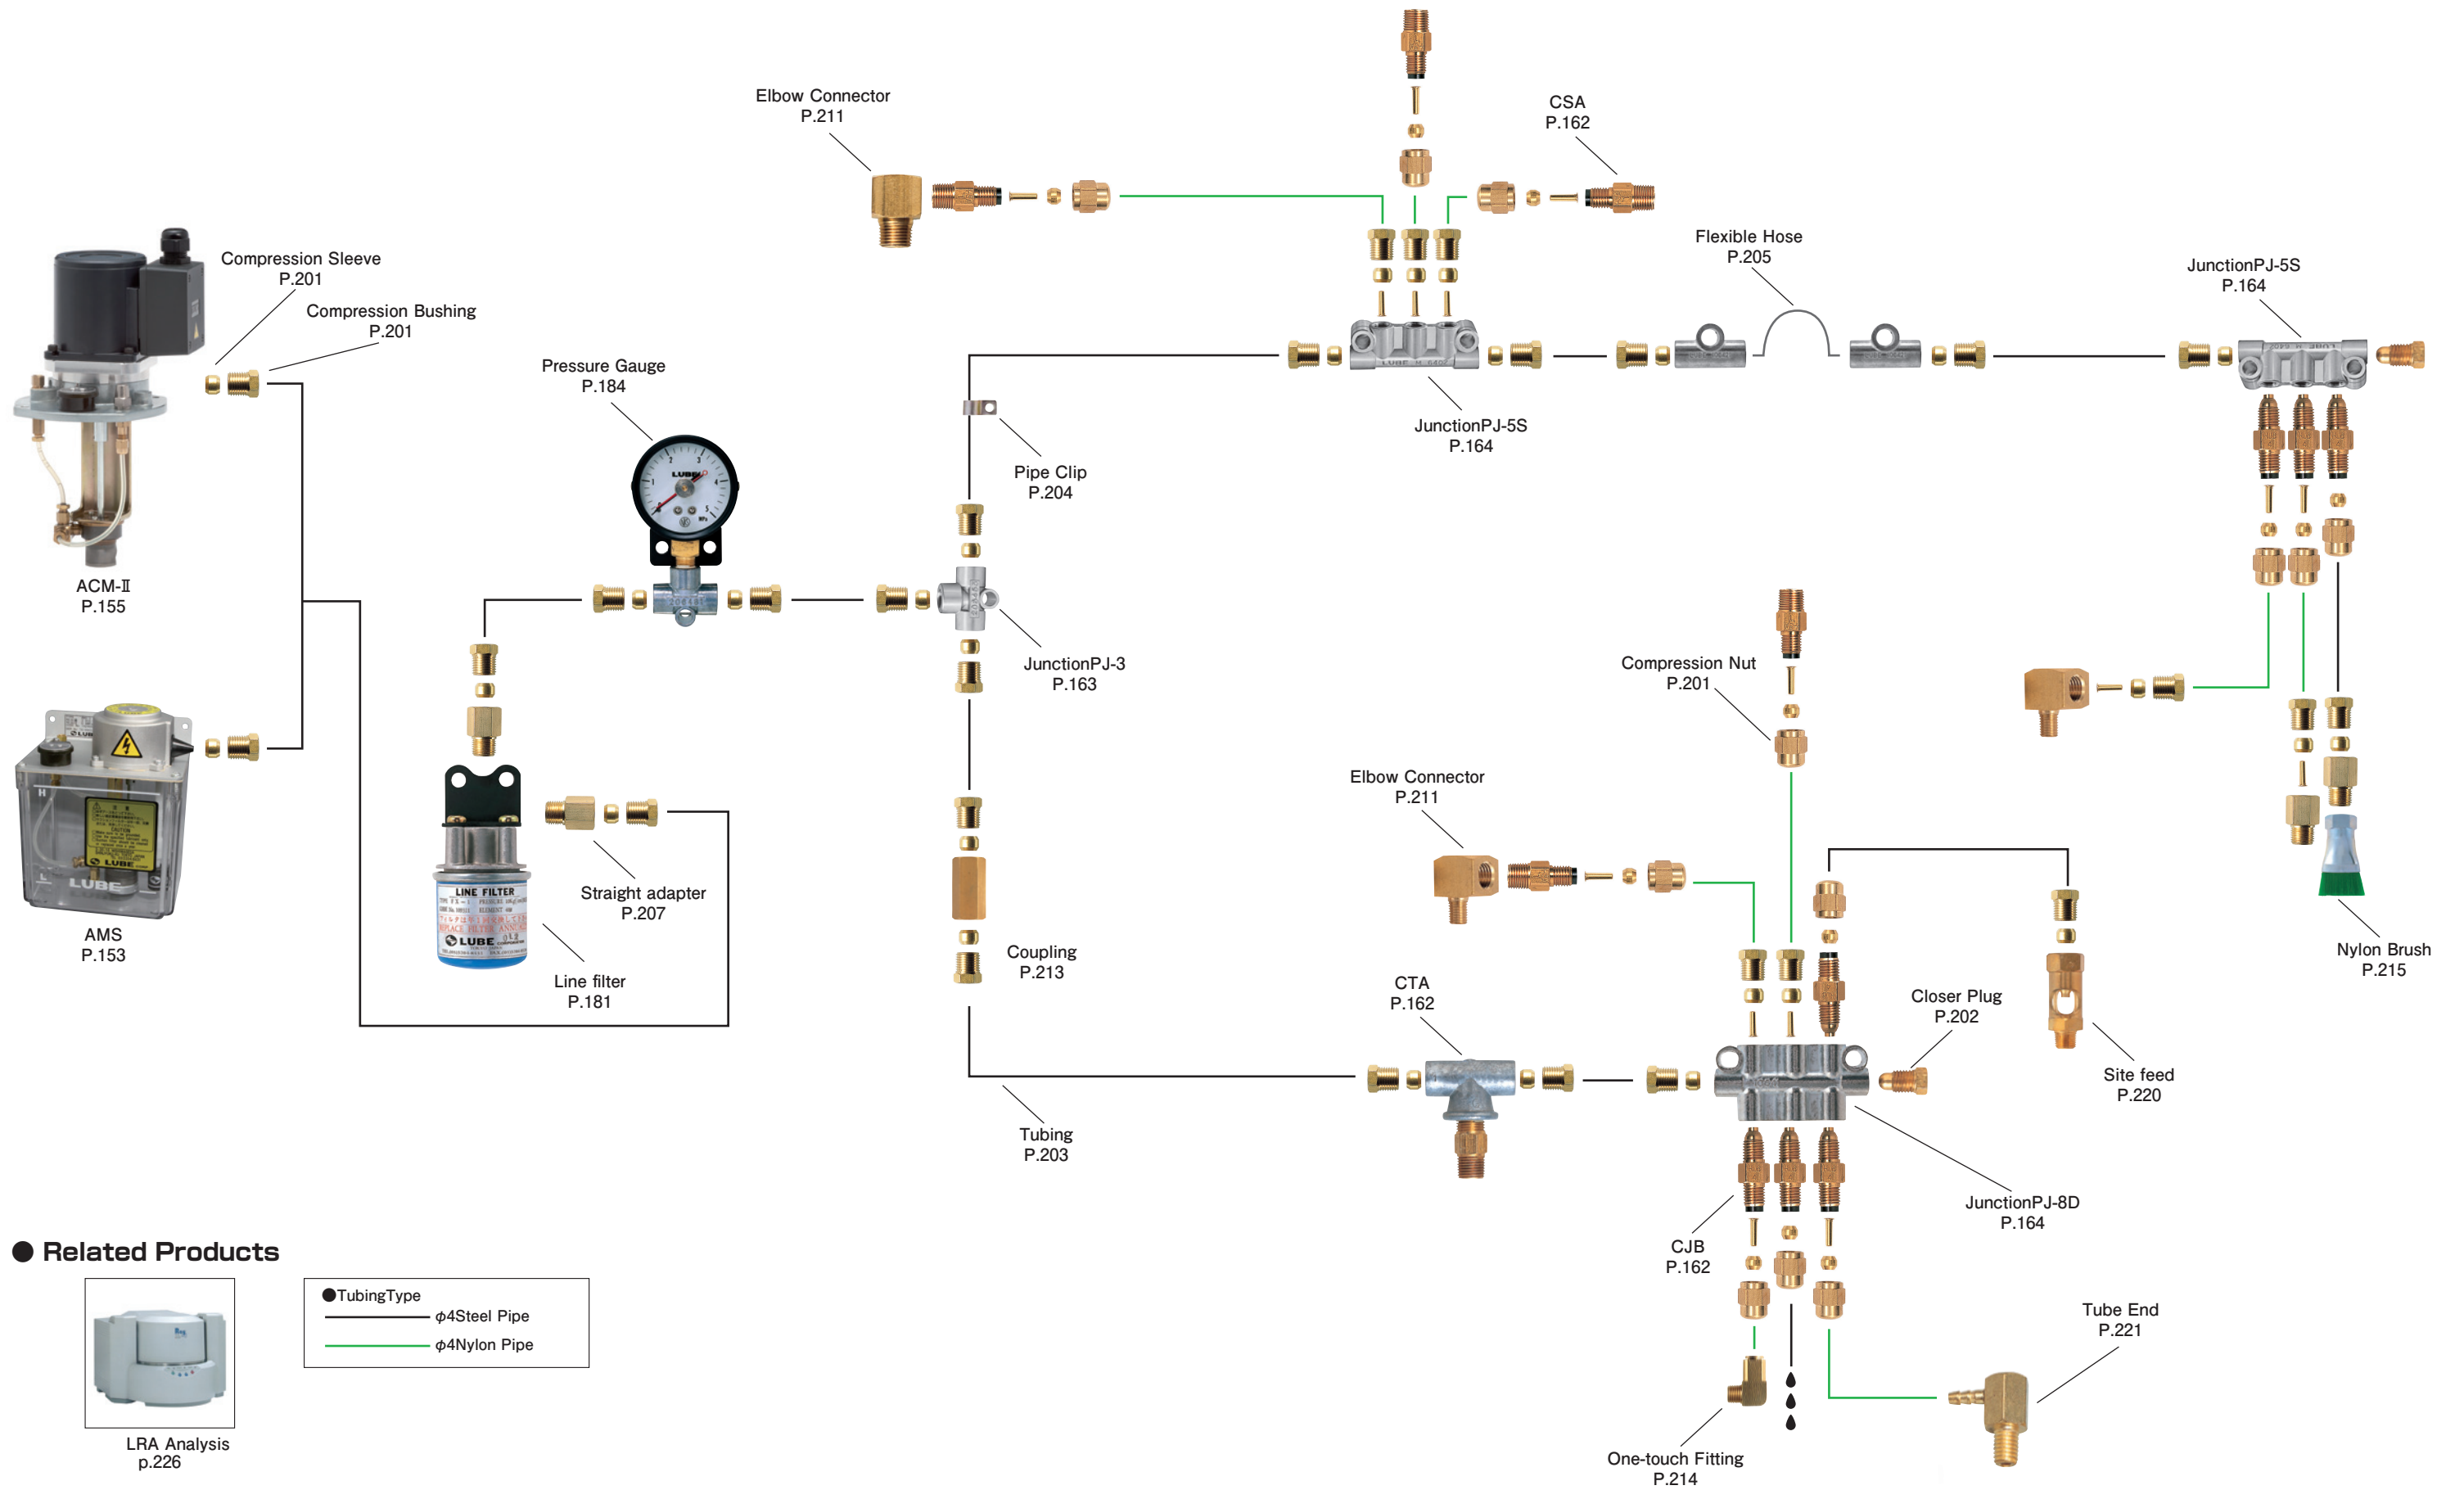 Elbow Connector
P.211
CSA
P.162
Compression Sleeve
P.201
Compression Bushing
P.201
Flexible Hose
P.205
JunctionPJ-5S
P.164
Pressure Gauge
P.184
LUBE
JunctionPJ-5S
P.164
Pipe Clip
P.204
ACM-Ⅱ
P.155
JunctionPJ-3
P.163
Compression Nut
P.201
Elbow Connector
P.211
CAUTION
LUBE
LUBE
AMS
P.153
Straight adapter
P.207
LINE FILTER
LUBE CORPORATION
Line filter
P.181
Coupling
P.213
CTA
P.162
Closer Plug
P.202
Nylon Brush
P.215
Site feed
P.220
Tubing
P.203
JunctionPJ-8D
P.164
CJB
P.162
● Related Products
●TubingType
φ4Steel Pipe
φ4Nylon Pipe
Tube End
P.221
LRA Analysis
p.226
One-touch Fitting
P.214